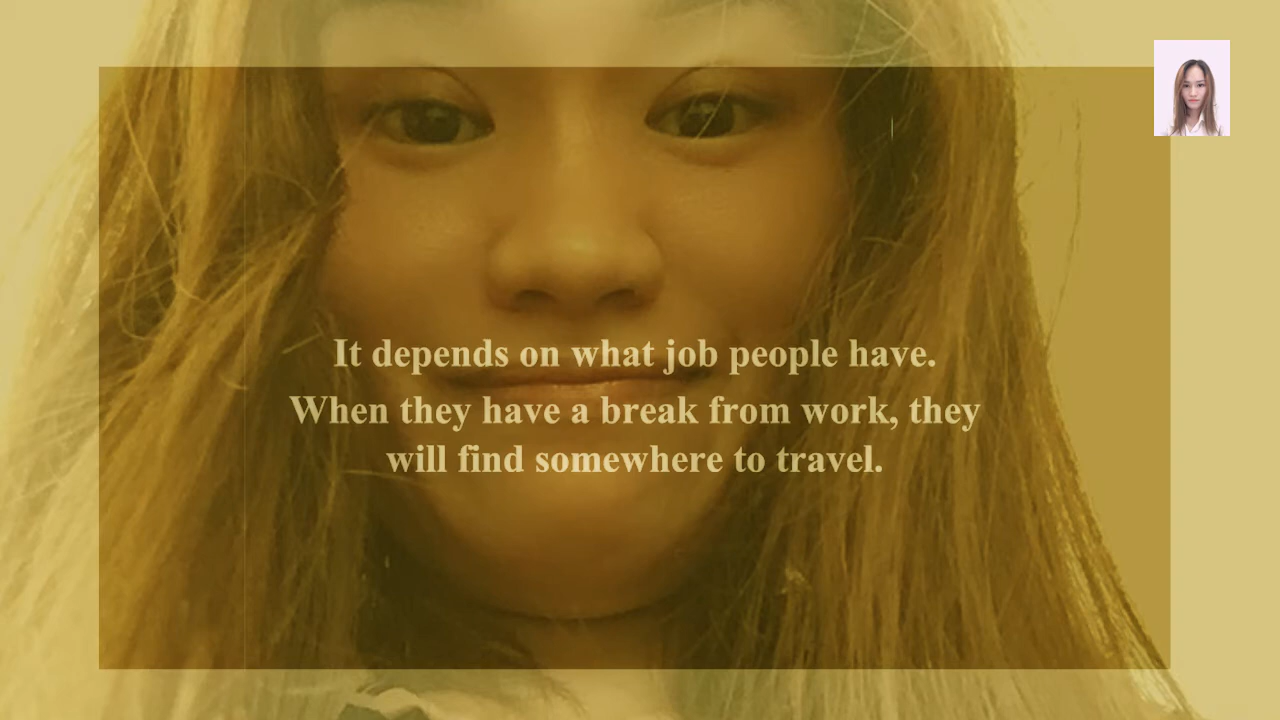 It depends on what job people have.
When they have a break from work, they
will find somewhere to travel.